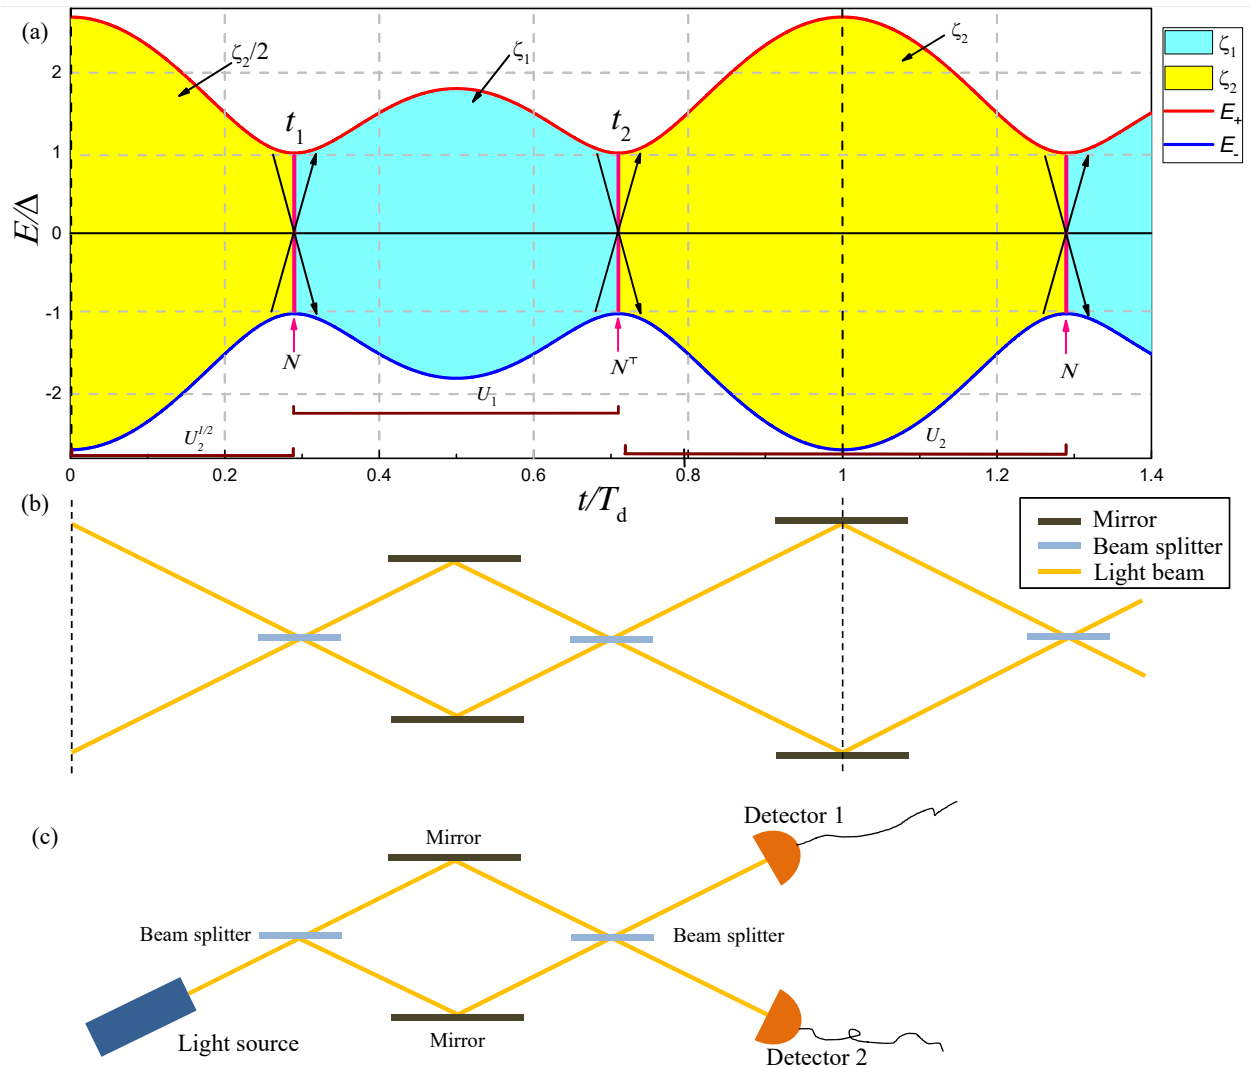 (a)
ζ₂/2
ζ₁
ζ₂
ζ₁
ζ₂
E₊
E₋
t₁
t₂
E/Δ
2
1
0
-1
-2
N
N^⊤
N
U₁
U₂^{1/2}
U₂
0
0.2
0.4
0.6
0.8
1
1.2
1.4
t/T_d
(b)
Mirror
Beam splitter
Light beam
(c)
Detector 1
Mirror
Beam splitter
Beam splitter
Light source
Mirror
Detector 2